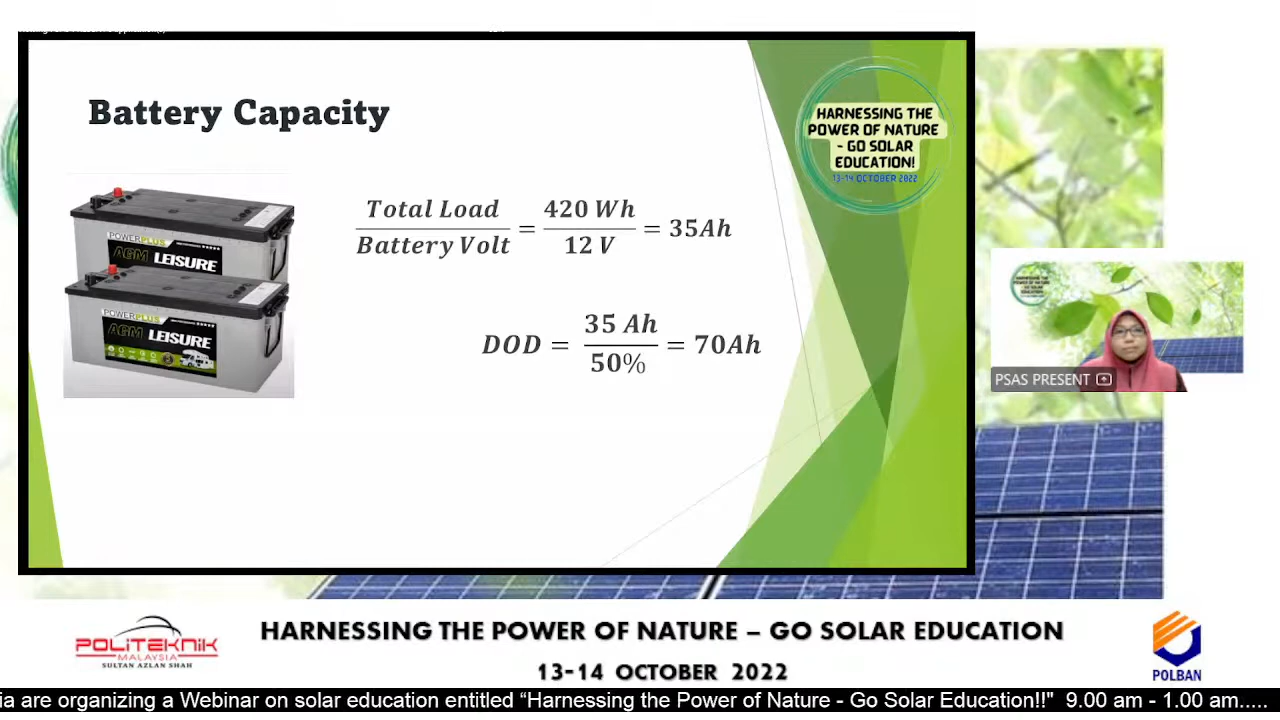 Battery Capacity
HARNESSING THE
POWER OF NATURE
- GO SOLAR
EDUCATION!
13-14 OCTOBER 2022
POWERPLUS
AGM LEISURE
POWERPLUS
AGM LEISURE
Total Load / Battery Volt = 420 Wh / 12 V = 35Ah
DOD = 35 Ah / 50% = 70Ah
PSAS PRESENT
POLITEKNIK
MALAYSIA
SULTAN AZLAN SHAH
HARNESSING THE POWER OF NATURE – GO SOLAR EDUCATION
13-14 OCTOBER 2022
POLBAN
ia are organizing a Webinar on solar education entitled “Harnessing the Power of Nature - Go Solar Education!!" 9.00 am - 1.00 am.....